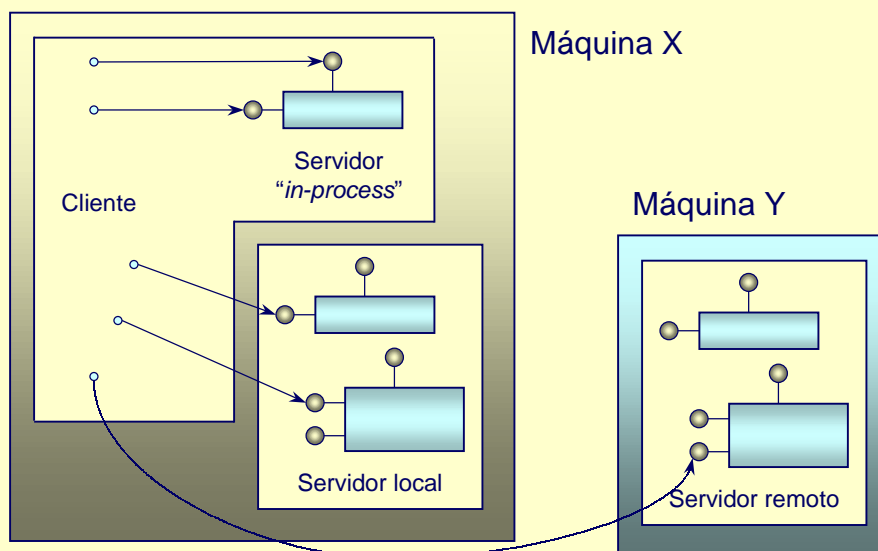 Máquina X
Servidor
“in-process”
Cliente
Máquina Y
Servidor local
Servidor remoto